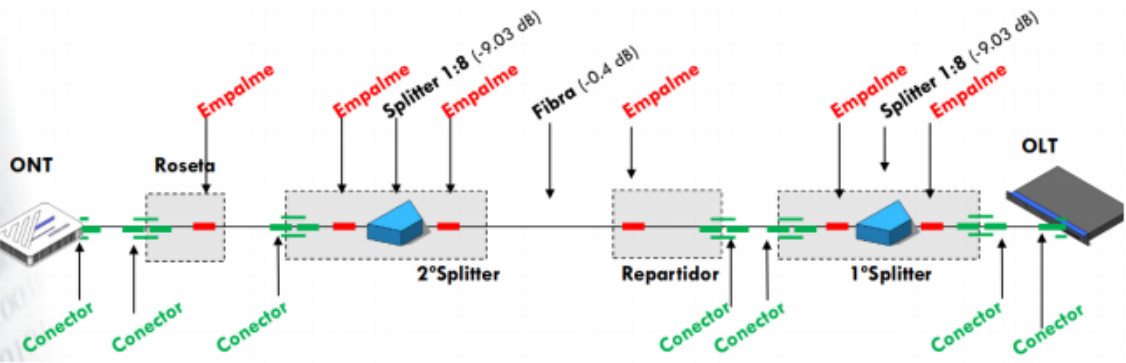 Empalme
Empalme
Splitter 1:8 (-9.03 dB)
Empalme
Fibra (-0.4 dB)
Empalme
Empalme
Splitter 1:8 (-9.03 dB)
Empalme
ONT
Roseta
OLT
2ºSplitter
Repartidor
1ºSplitter
Conector
Conector
Conector
Conector
Conector
Conector
Conector